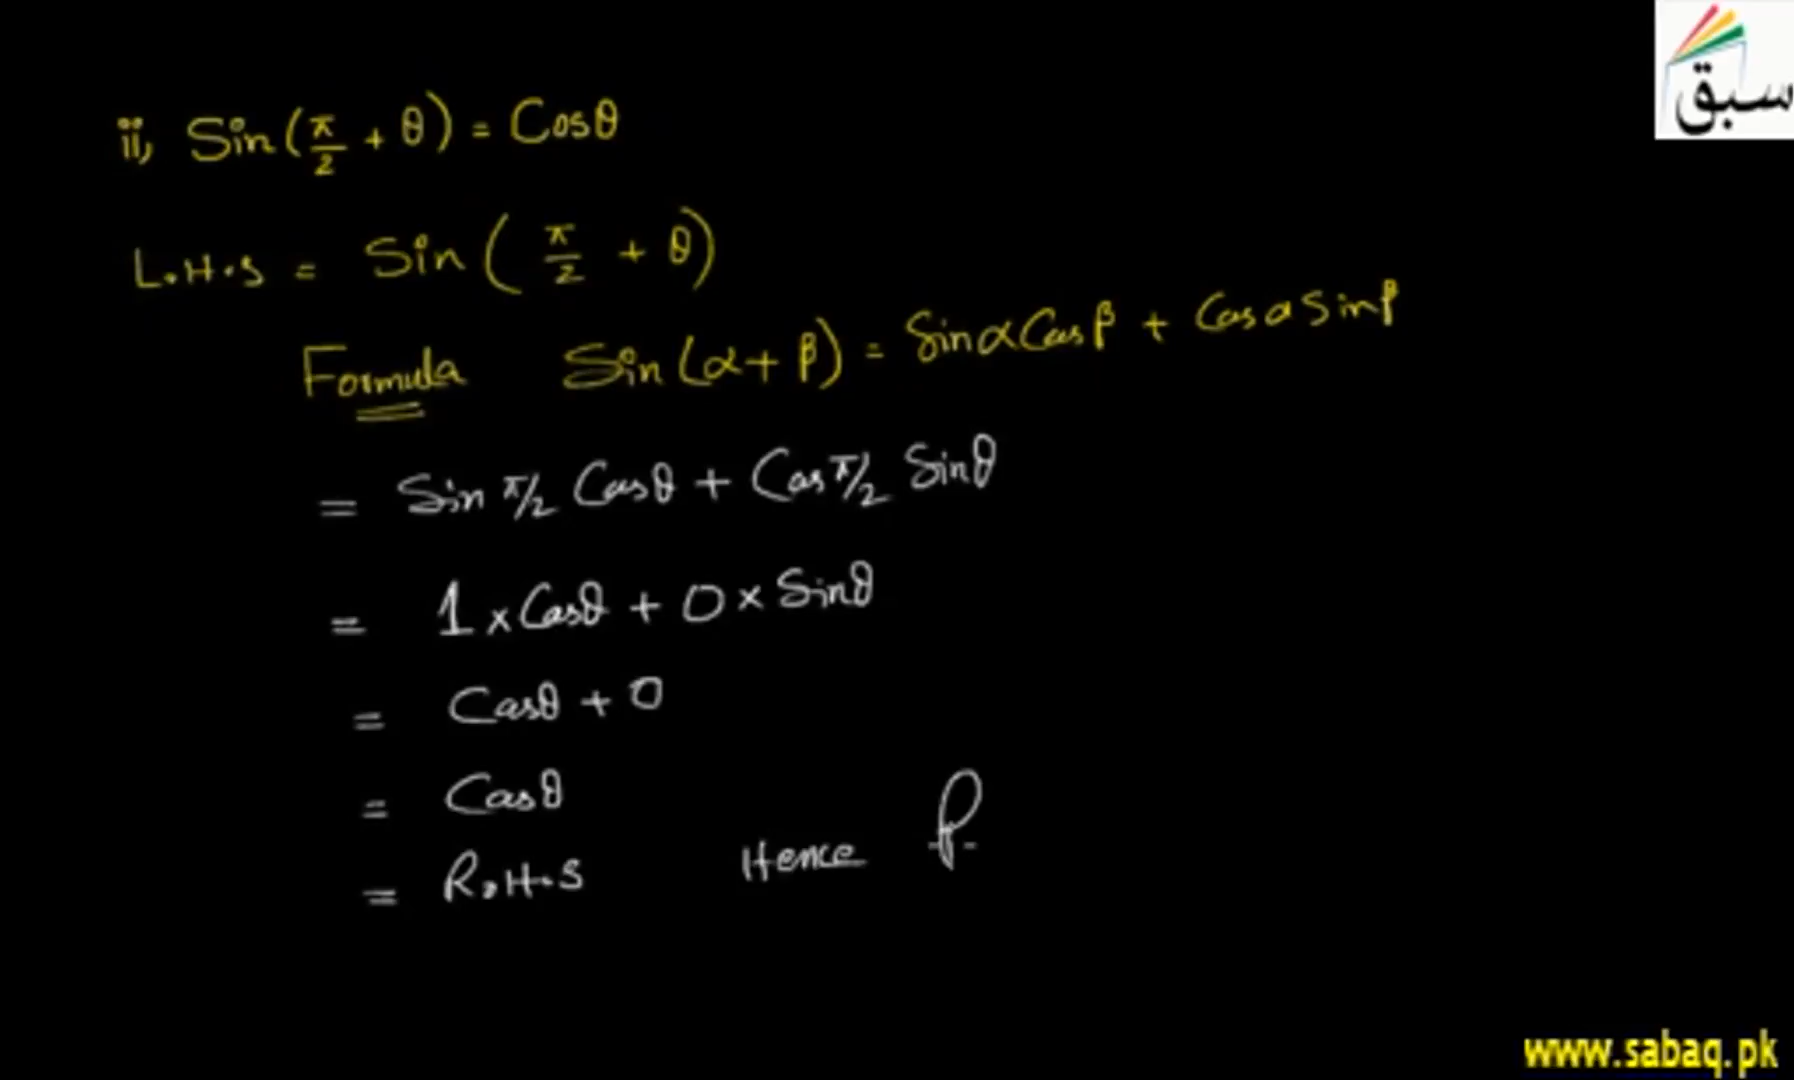 سبق
ii, Sin(π/2 + θ) = Cosθ
L.H.S = Sin(π/2 + θ)
Formula Sin(α + β) = Sinα Cosβ + Cosα Sinβ
= Sin π/2 Cosθ + Cos π/2 Sinθ
= 1 × Cosθ + 0 × Sinθ
= Cosθ + 0
= Cosθ
= R.H.S Hence P
www.sabaq.pk